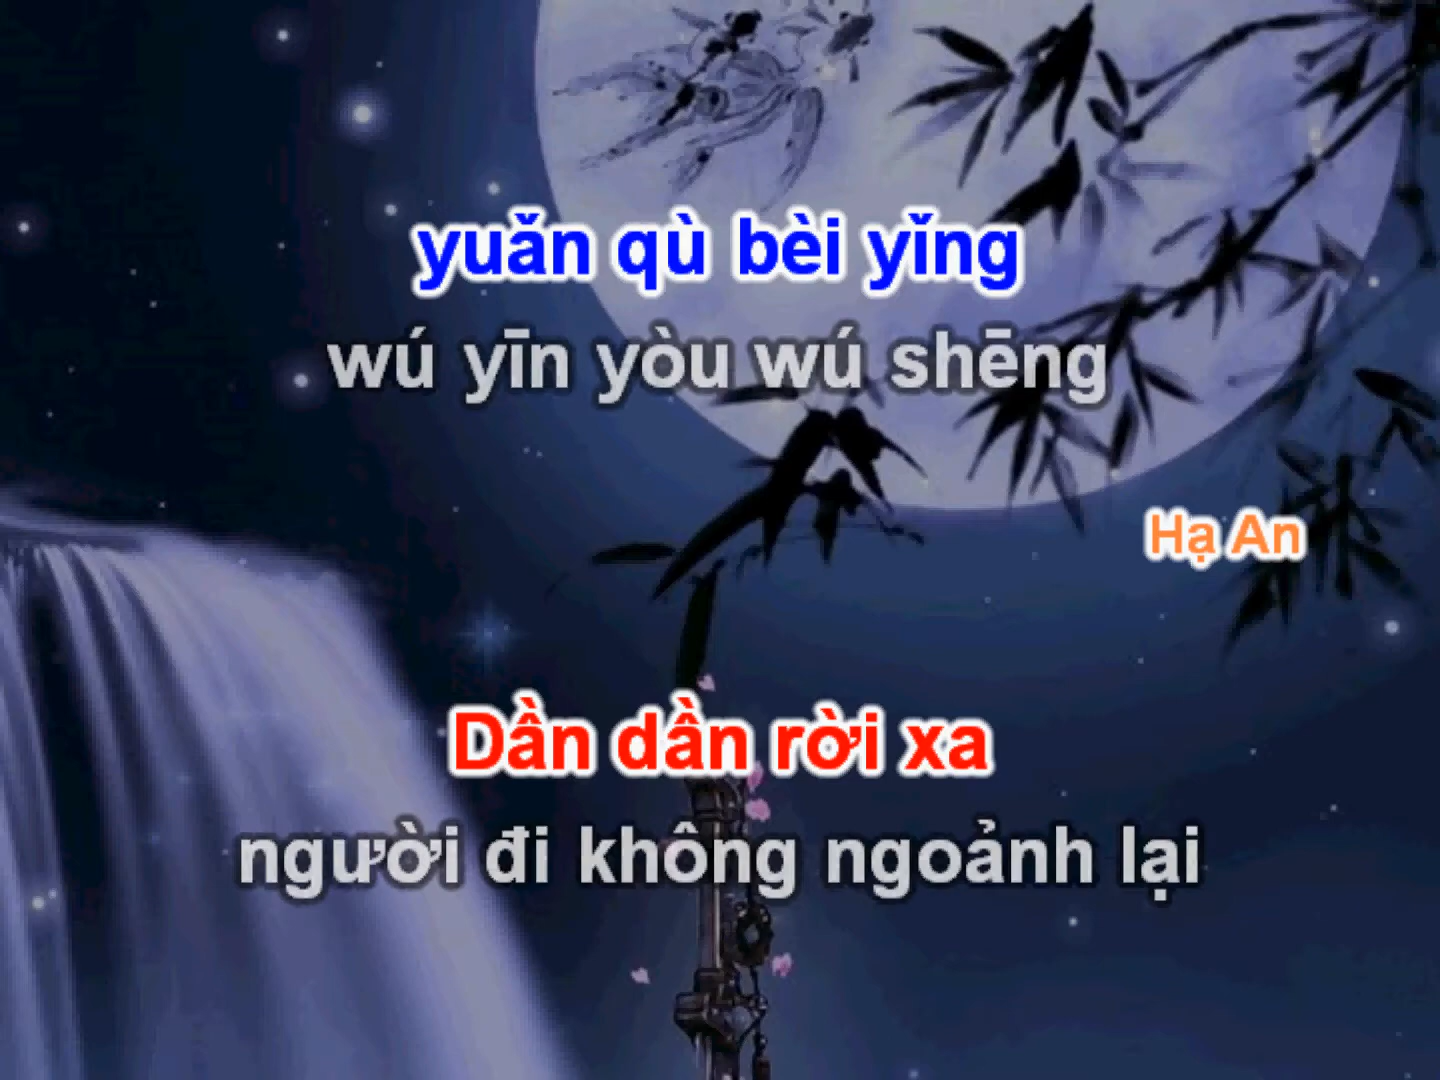 yuǎn qù bèi yǐng
wú yīn yòu wú shēng
Hạ An
Dần dần rời xa
người đi không ngoảnh lại